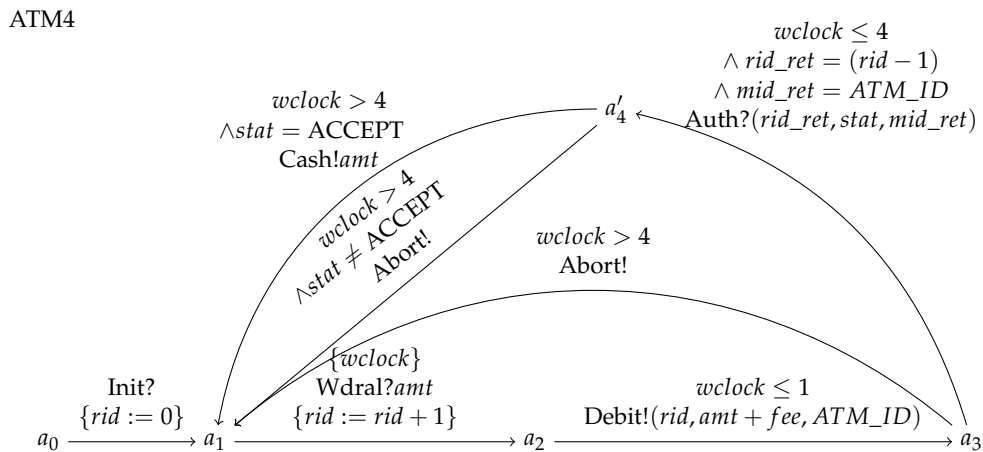 ATM4
wclock ≤ 4
∧ rid_ret = (rid − 1)
∧ mid_ret = ATM_ID
Auth?(rid_ret, stat, mid_ret)
wclock > 4
∧stat = ACCEPT
Cash!amt
a′₄
wclock > 4
∧stat ≠ ACCEPT
Abort!
wclock > 4
Abort!
{wclock}
Init?
Wdral?amt
wclock ≤ 1
{rid := 0}
{rid := rid + 1}
Debit!(rid, amt + fee, ATM_ID)
a₀ a₁ a₂ a₃